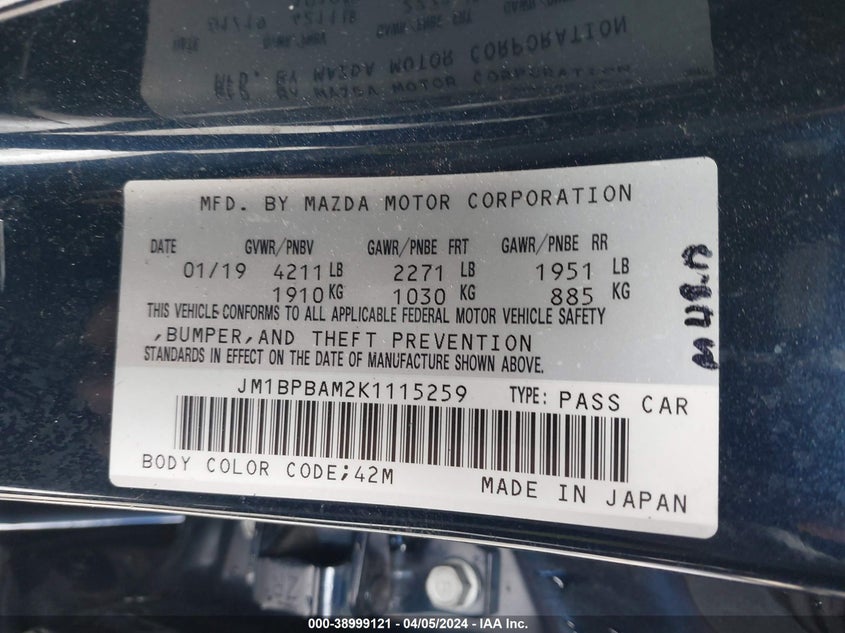 MFD. BY MAZDA MOTOR CORPORATION
DATE GVWR/PNBV GAWR/PNBE FRT GAWR/PNBE RR
01/19 4211 LB 2271 LB 1951 LB
1910 KG 1030 KG 885 KG
THIS VEHICLE CONFORMS TO ALL APPLICABLE FEDERAL MOTOR VEHICLE SAFETY
,BUMPER,AND THEFT PREVENTION
STANDARDS IN EFFECT ON THE DATE OF MANUFACTURE SHOWN ABOVE.
JM1BPBAM2K1115259 TYPE: PASS CAR
BODY COLOR CODE;42M
MADE IN JAPAN
000-38999121 - 04/05/2024 - IAA Inc.